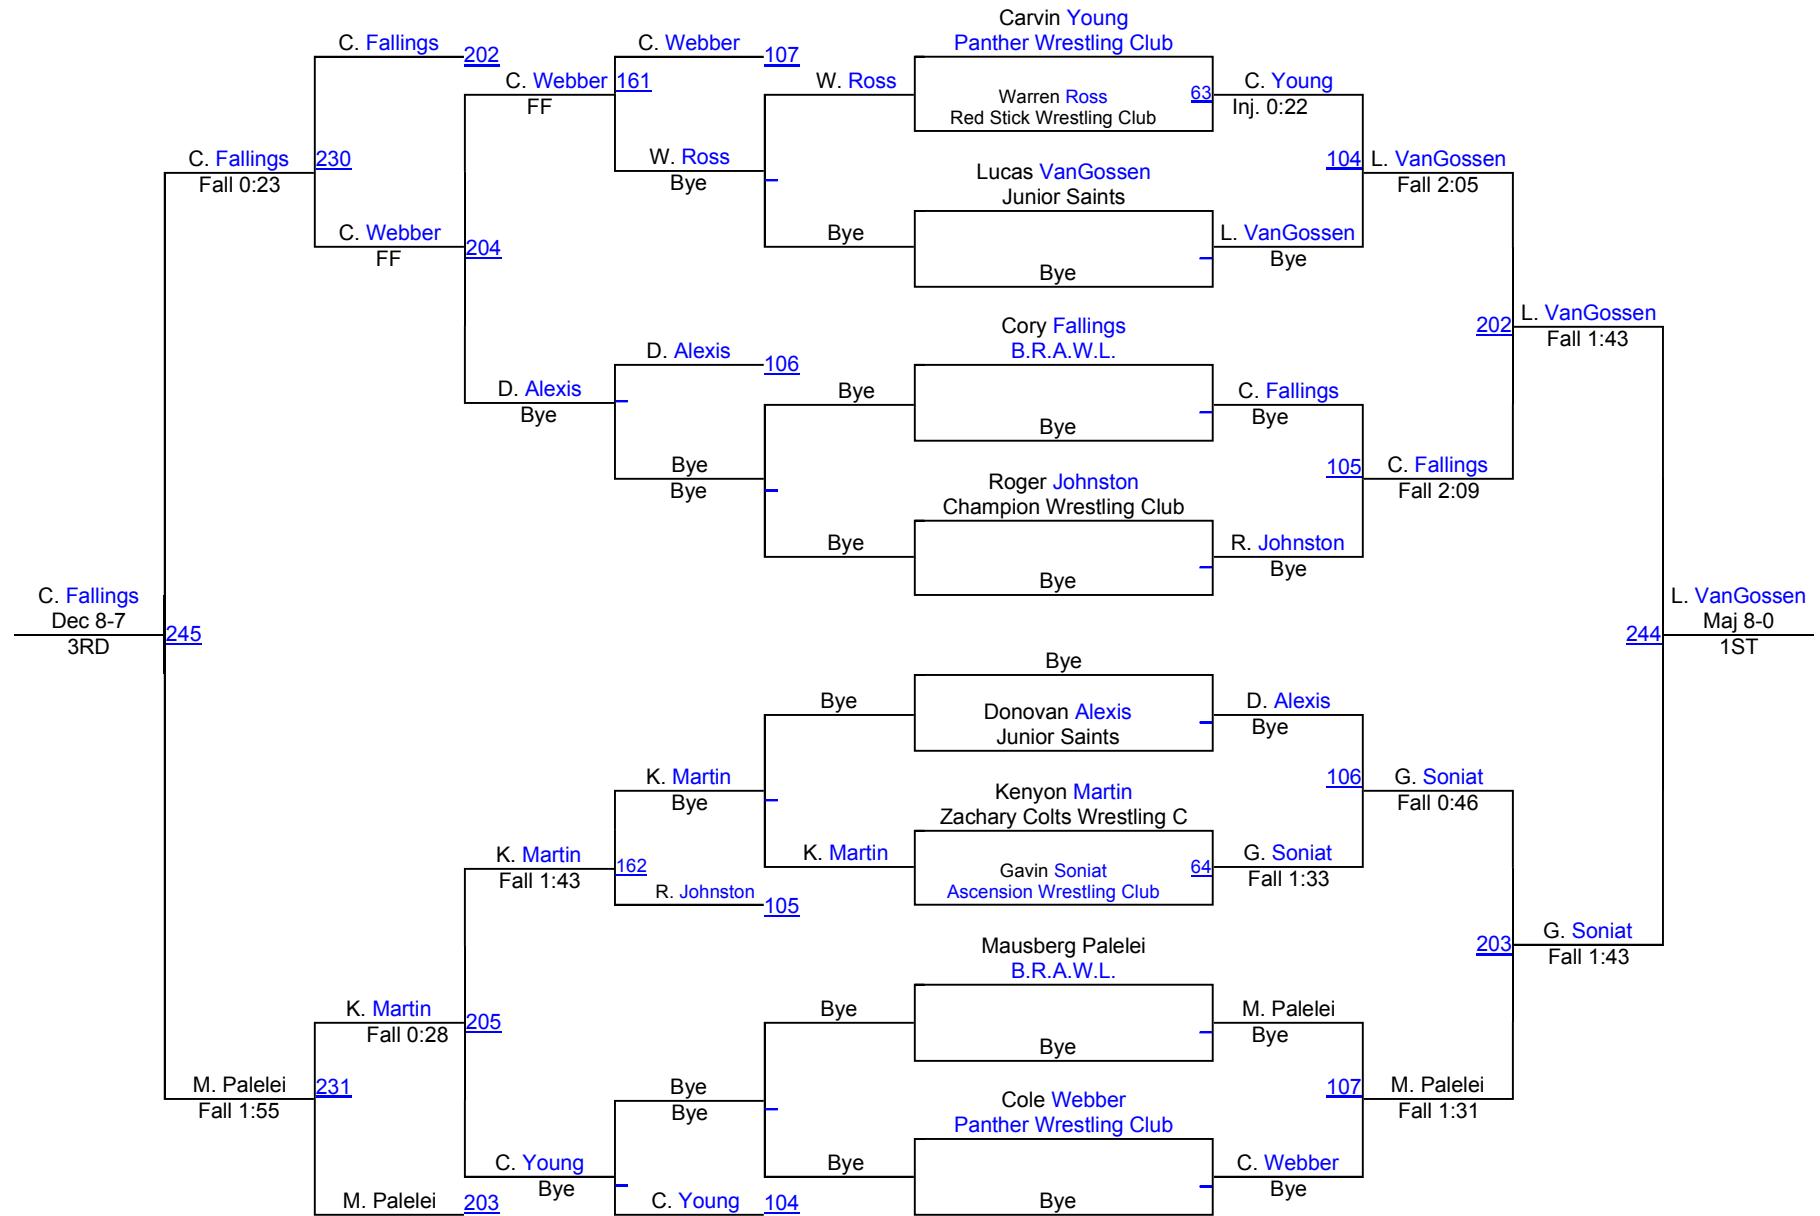 Carvin Young
C. Fallings
C. Webber
Panther Wrestling Club
202
107
C. Webber
161
W. Ross
C. Young
FF
Warren Ross
63
Inj. 0:22
Red Stick Wrestling Club
C. Fallings
230
W. Ross
104
L. VanGossen
Fall 0:23
Bye
Lucas VanGossen
Fall 2:05
Junior Saints
C. Webber
Bye
L. VanGossen
FF
204
Bye
Bye
Cory Fallings
L. VanGossen
202
Fall 1:43
D. Alexis
B.R.A.W.L.
106
D. Alexis
Bye
C. Fallings
Bye
Bye
Bye
Bye
105
C. Fallings
Bye
Roger Johnston
Fall 2:09
Champion Wrestling Club
Bye
R. Johnston
Bye
Bye
C. Fallings
L. VanGossen
Dec 8-7
Maj 8-0
245
244
3RD
1ST
Bye
Bye
D. Alexis
Donovan Alexis
Bye
Junior Saints
K. Martin
106
G. Soniat
Bye
Kenyon Martin
Fall 0:46
Zachary Colts Wrestling C
K. Martin
K. Martin
G. Soniat
162
Gavin Soniat
64
Fall 1:43
Fall 1:33
R. Johnston
Ascension Wrestling Club
105
Mausberg Palelei
G. Soniat
203
B.R.A.W.L.
Fall 1:43
K. Martin
Bye
M. Palelei
205
Fall 0:28
Bye
Bye
M. Palelei
231
Bye
107
M. Palelei
Fall 1:55
Bye
Cole Webber
Fall 1:31
Panther Wrestling Club
C. Young
Bye
C. Webber
Bye
Bye
M. Palelei
203
C. Young
104
Bye